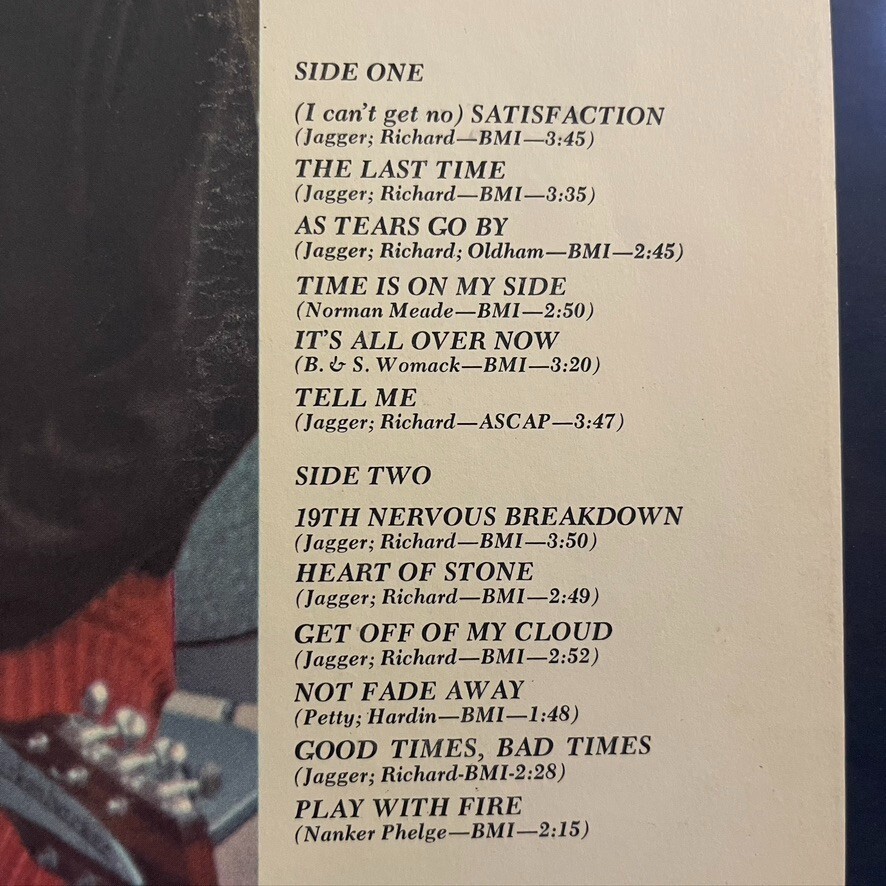 SIDE ONE
(I can't get no) SATISFACTION
(Jagger; Richard—BMI—3:45)
THE LAST TIME
(Jagger; Richard—BMI—3:35)
AS TEARS GO BY
(Jagger; Richard; Oldham—BMI—2:45)
TIME IS ON MY SIDE
(Norman Meade—BMI—2:50)
IT'S ALL OVER NOW
(B. & S. Womack—BMI—3:20)
TELL ME
(Jagger; Richard—ASCAP—3:47)
SIDE TWO
19TH NERVOUS BREAKDOWN
(Jagger; Richard—BMI—3:50)
HEART OF STONE
(Jagger; Richard—BMI—2:49)
GET OFF OF MY CLOUD
(Jagger; Richard—BMI—2:52)
NOT FADE AWAY
(Petty; Hardin—BMI—1:48)
GOOD TIMES, BAD TIMES
(Jagger; Richard-BMI-2:28)
PLAY WITH FIRE
(Nanker Phelge—BMI—2:15)